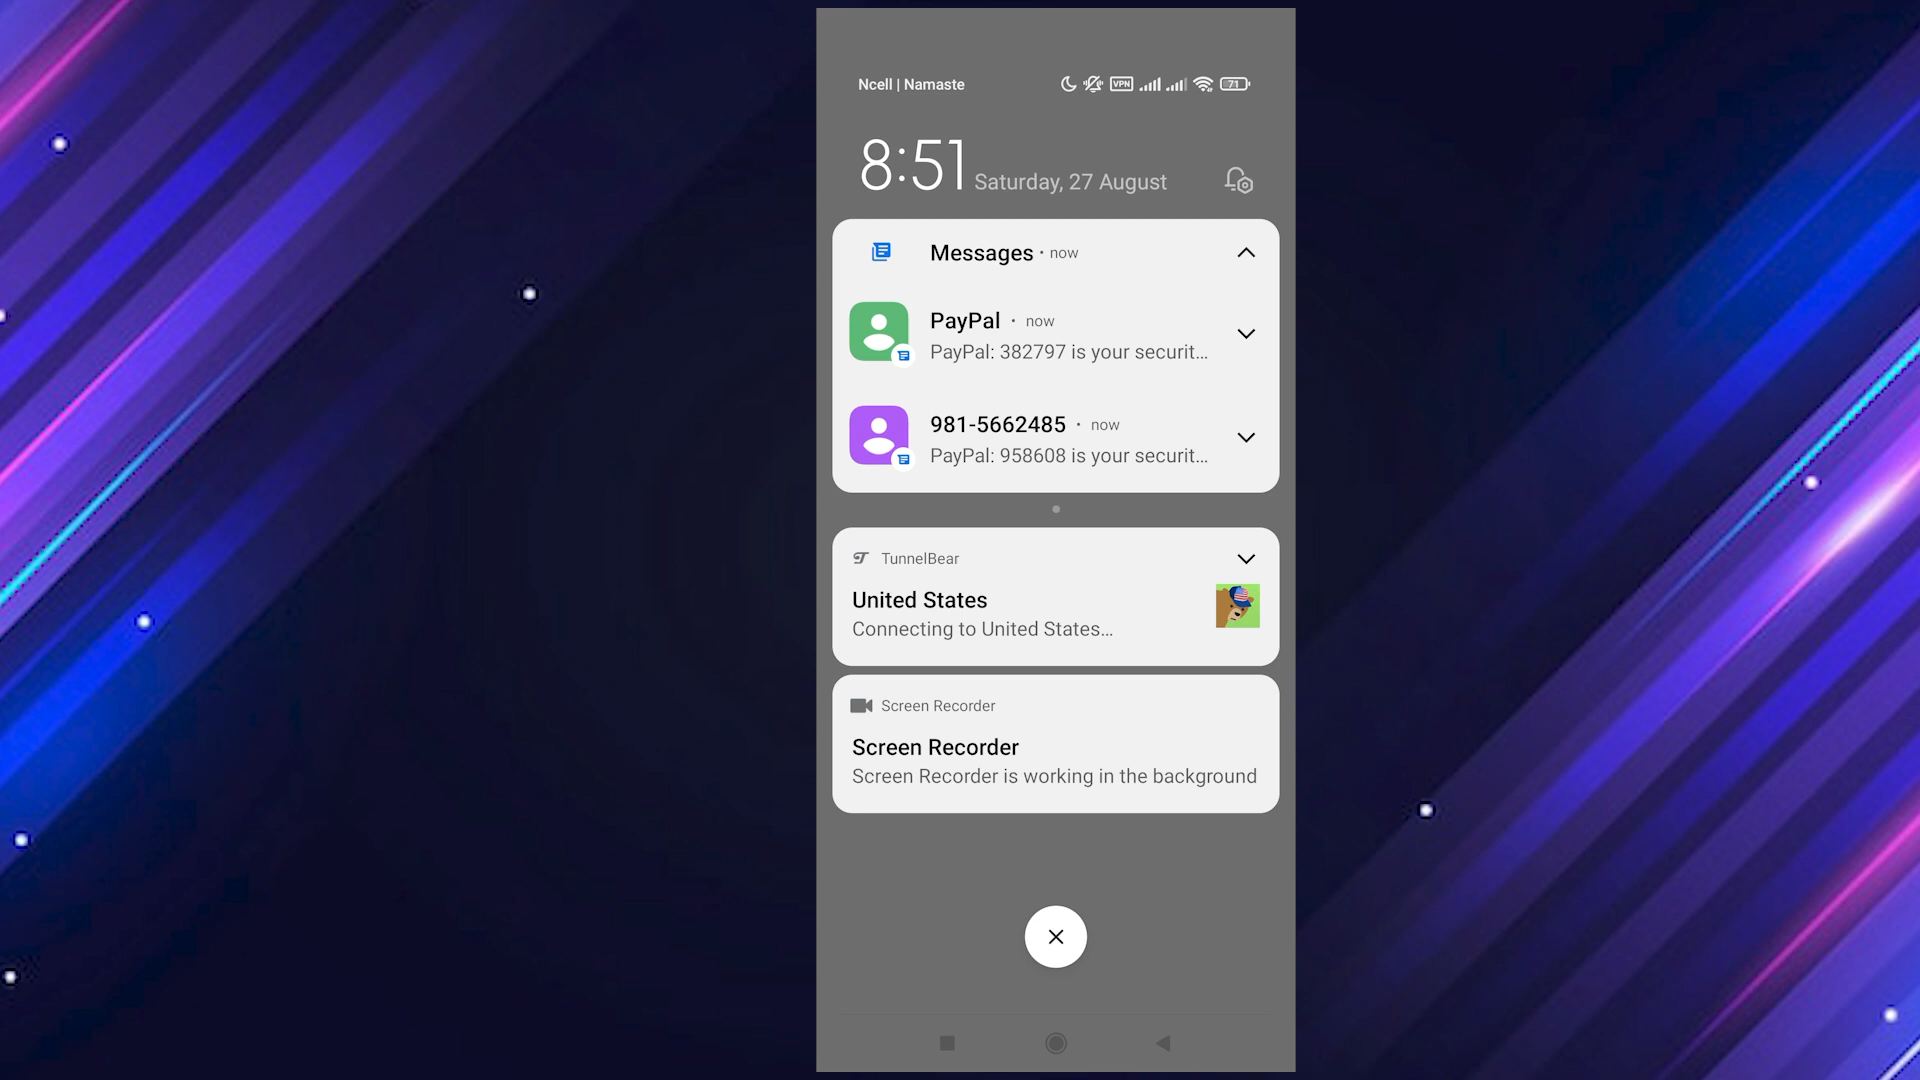 Ncell | Namaste VPN 71
8:51 Saturday, 27 August
Messages • now
PayPal • now
PayPal: 382797 is your securit...
981-5662485 • now
PayPal: 958608 is your securit...
TunnelBear
United States
Connecting to United States...
Screen Recorder
Screen Recorder
Screen Recorder is working in the background